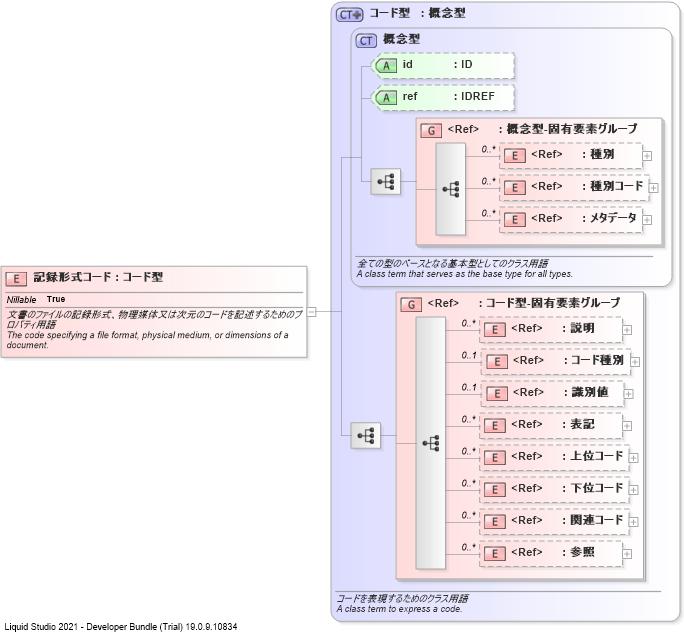 CT+ コード型 : 概念型
CT 概念型
A id : ID
A ref : IDREF
G <Ref> : 概念型-固有要素グループ
0..* E <Ref> : 種別
0..* E <Ref> : 種別コード
0..* E <Ref> : メタデータ
全ての型のベースとなる基本型としてのクラス用語
A class term that serves as the base type for all types.
E 記録形式コード : コード型
Nillable True
文書のファイルの記録形式、物理媒体又は次元のコードを記述するためのプ
ロパティ用語
The code specifying a file format, physical medium, or dimensions of a
document.
G <Ref> : コード型-固有要素グループ
0..* E <Ref> : 説明
0..1 E <Ref> : コード種別
0..1 E <Ref> : 識別値
0..* E <Ref> : 表記
0..* E <Ref> : 上位コード
0..* E <Ref> : 下位コード
0..* E <Ref> : 関連コード
0..* E <Ref> : 参照
コードを表現するためのクラス用語
A class term to express a code.
Liquid Studio 2021 - Developer Bundle (Trial) 19.0.9.10834